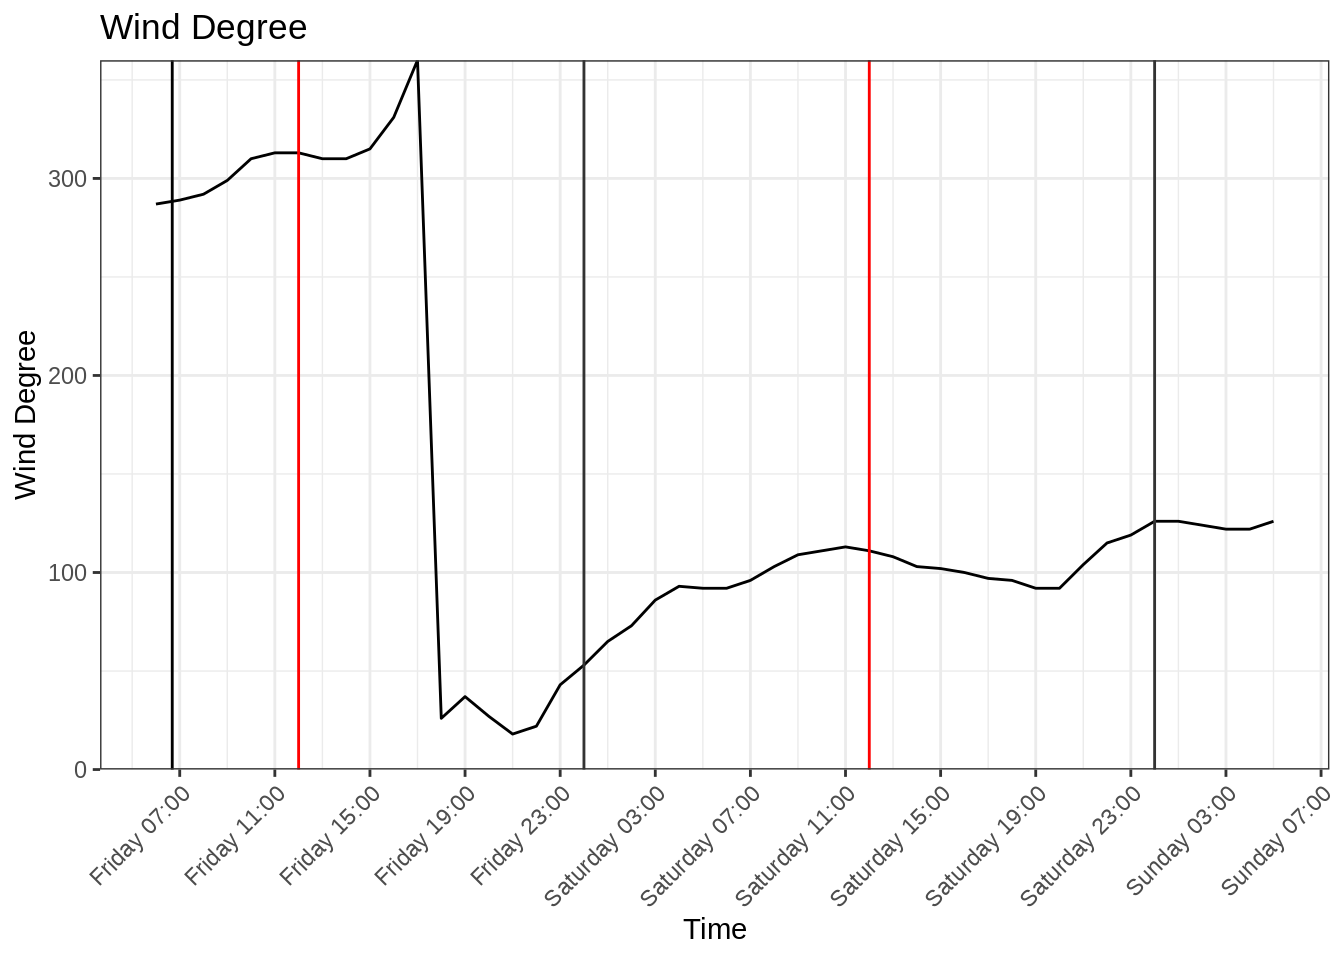 Wind Degree
Wind Degree
300
200
100
0
Friday 07:00
Friday 11:00
Friday 15:00
Friday 19:00
Friday 23:00
Saturday 03:00
Saturday 07:00
Saturday 11:00
Saturday 15:00
Saturday 19:00
Saturday 23:00
Sunday 03:00
Sunday 07:00
Time